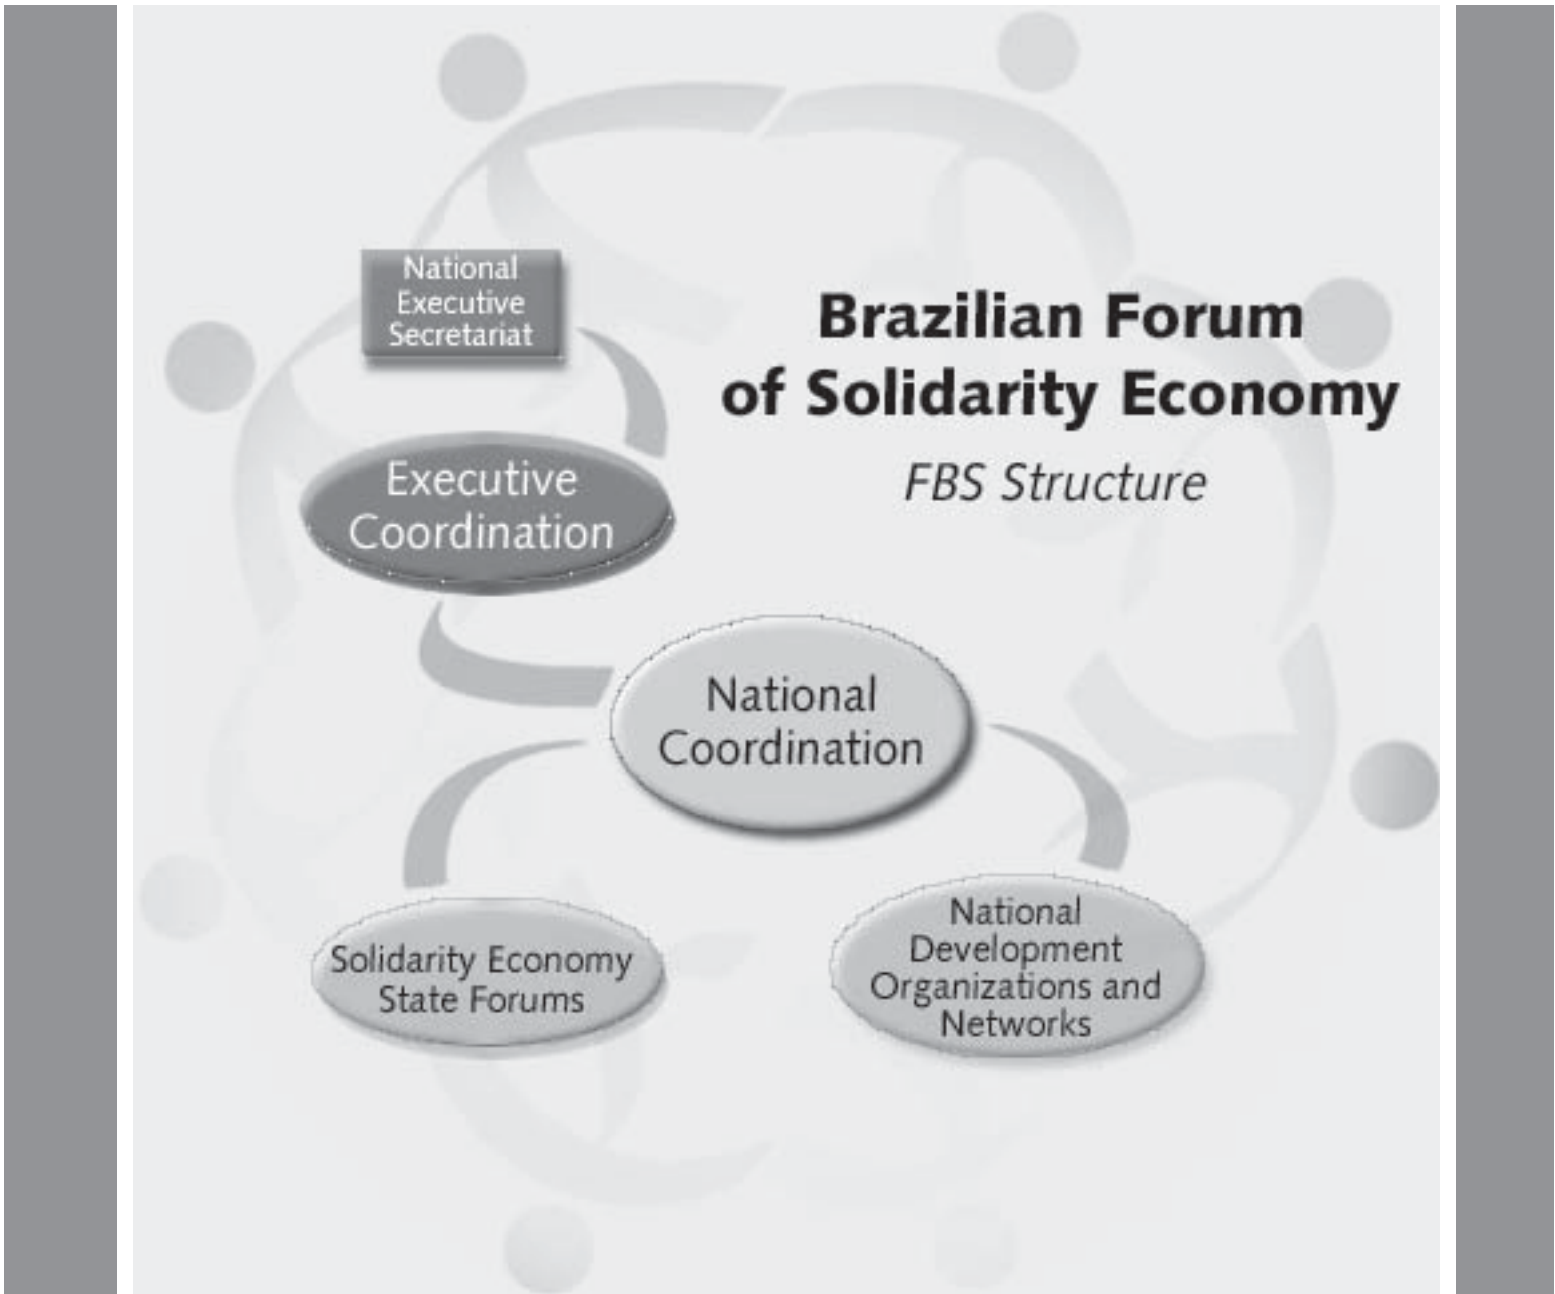 National
Executive
Secretariat
Brazilian Forum
of Solidarity Economy
FBS Structure
Executive
Coordination
National
Coordination
Solidarity Economy
State Forums
National
Development
Organizations and
Networks